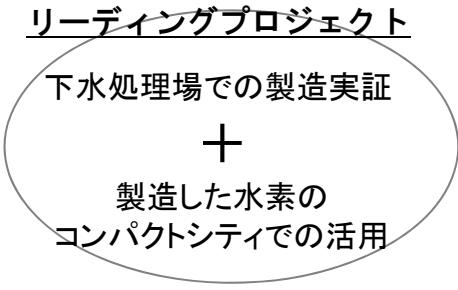 リーディングプロジェクト
下水処理場での製造実証
＋
製造した水素の
コンパクトシティでの活用